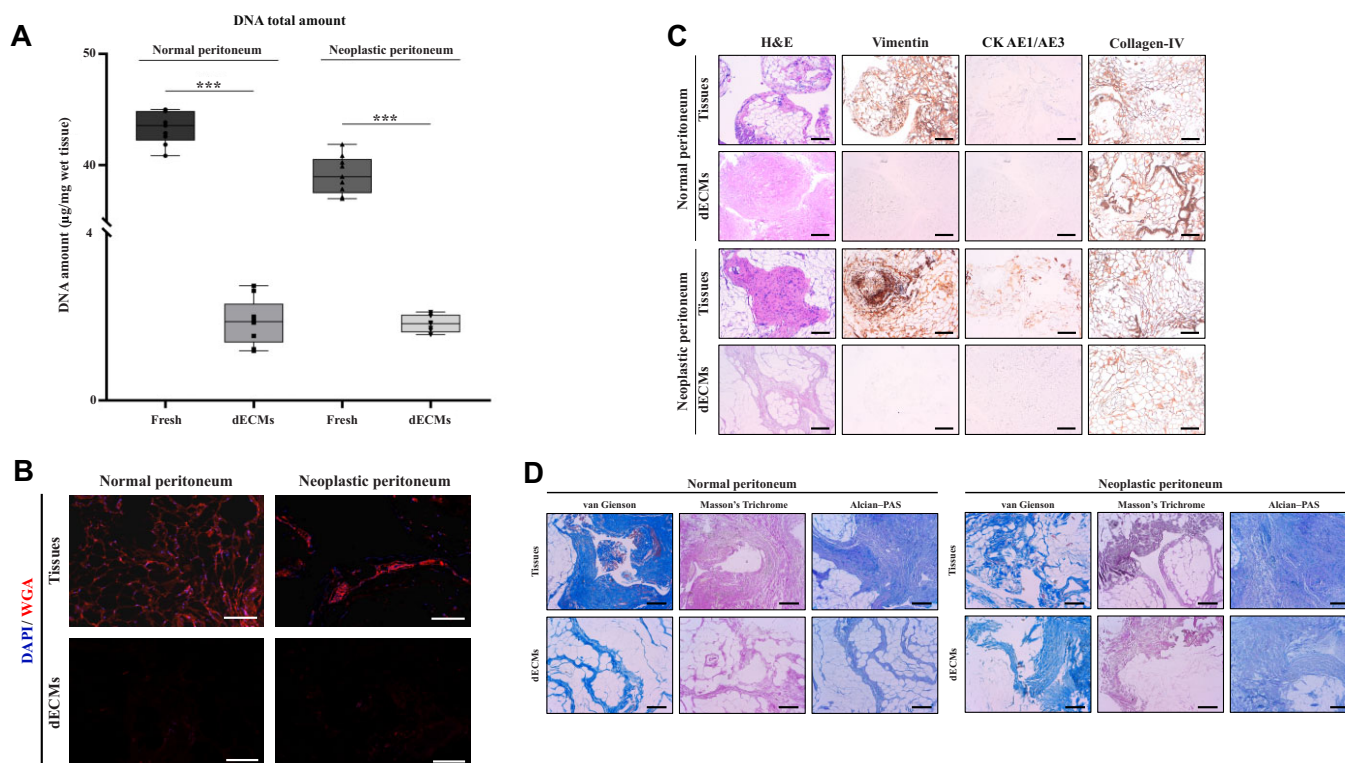 A
DNA total amount
Normal peritoneum
Neoplastic peritoneum
***
***
DNA amount (µg/mg wet tissue)
50
40
4
0
Fresh
dECMs
Fresh
dECMs
B
Normal peritoneum
Neoplastic peritoneum
DAPI/ WGA
Tissues
dECMs
C
H&E
Vimentin
CK AE1/AE3
Collagen-IV
Normal peritoneum
Tissues
dECMs
Neoplastic peritoneum
Tissues
dECMs
D
Normal peritoneum
van Gienson
Masson's Trichrome
Alcian–PAS
Tissues
dECMs
Neoplastic peritoneum
van Gienson
Masson's Trichrome
Alcian–PAS
Tissues
dECMs